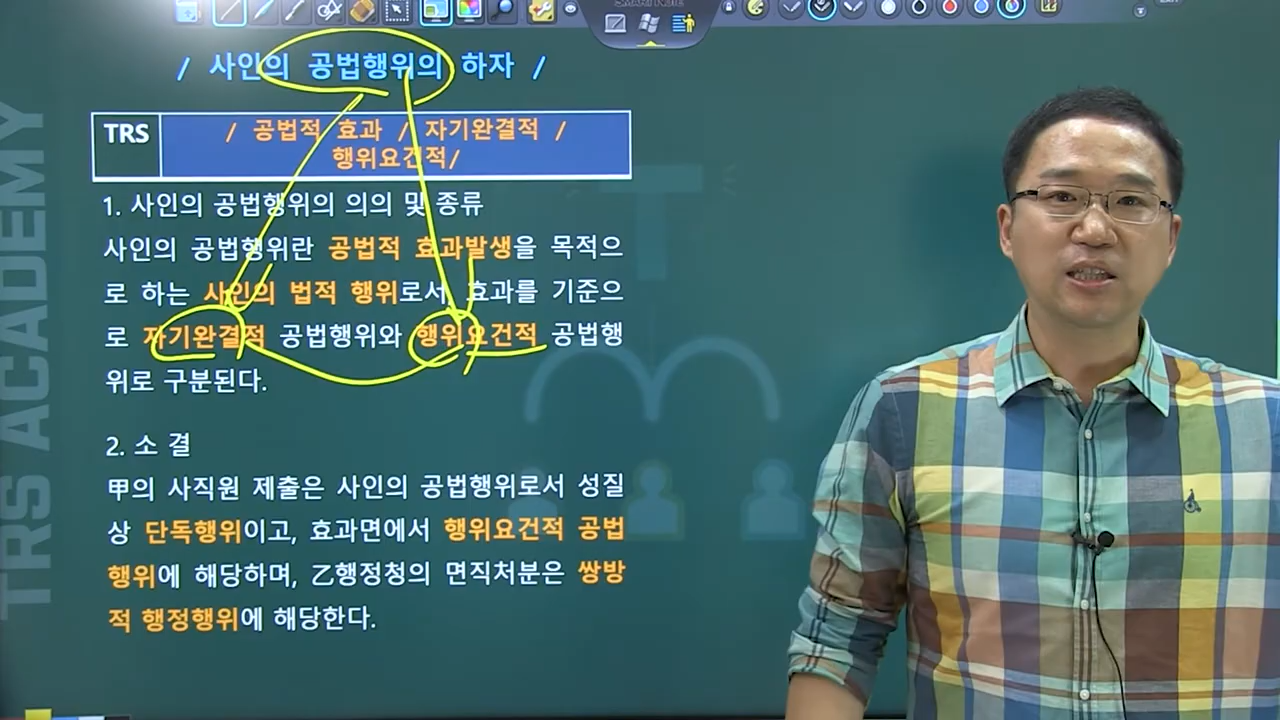 SMART NOTE
/ 사인의 공법행위의 하자 /
TRS
/ 공법적 효과 / 자기완결적 /
행위요건적/
1. 사인의 공법행위의 의의 및 종류
사인의 공법행위란 공법적 효과발생을 목적으
로 하는 사인의 법적 행위로서 효과를 기준으
로 자기완결적 공법행위와 행위요건적 공법행
위로 구분된다.
2. 소 결
甲의 사직원 제출은 사인의 공법행위로서 성질
상 단독행위이고, 효과면에서 행위요건적 공법
행위에 해당하며, 乙행정청의 면직처분은 쌍방
적 행정행위에 해당한다.
TRS ACADEMY